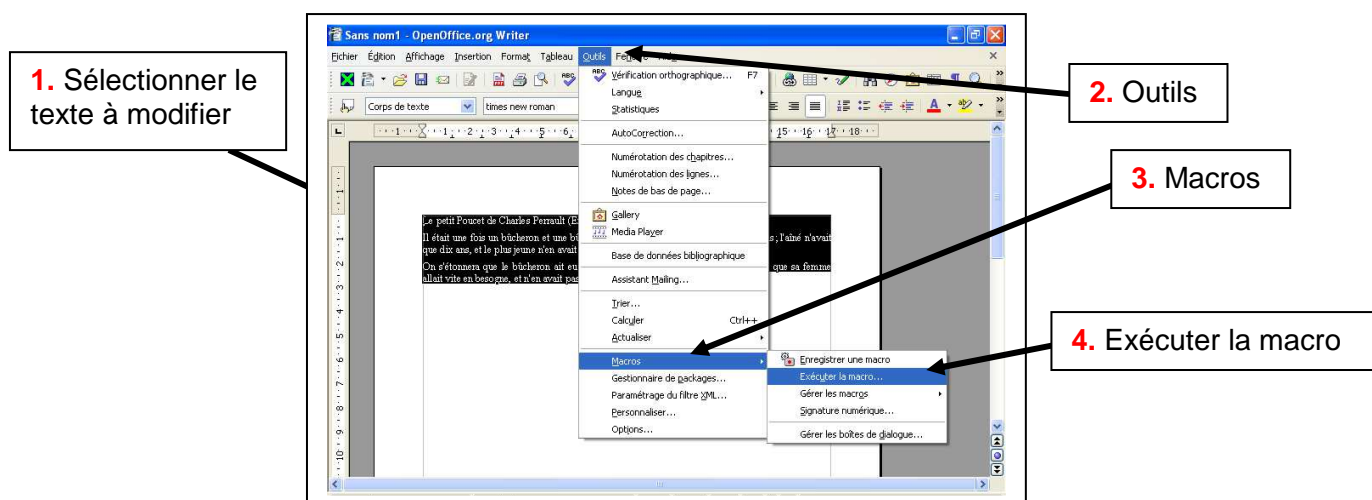 1. Sélectionner le
texte à modifier
2. Outils
3. Macros
4. Exécuter la macro
Sans nom1 - OpenOffice.org Writer
Fichier Édition Affichage Insertion Format Tableau Outils
Vérification orthographique... F7
Langue
Statistiques
Corps de texte times new roman
AutoCorrection...
Numérotation des chapitres...
Numérotation des lignes...
Notes de bas de page...
Gallery
Media Player
Base de données bibliographique
Assistant Mailing...
Trier...
Calculer Ctrl++
Actualiser
Macros
Gestionnaire de packages...
Paramétrage du filtre XML...
Personnaliser...
Options...
Enregistrer une macro
Exécuter la macro...
Gérer les macros
Signature numérique...
Gérer les boîtes de dialogue...
Le petit Poucet de Charles Perrault
Il était une fois un bûcheron et une ; l'aîné n'avait
que dix ans, et le plus jeune n'en avait
On s'étonnera que le bûcheron ait que sa femme
allait vite en besogne, et n'en avait